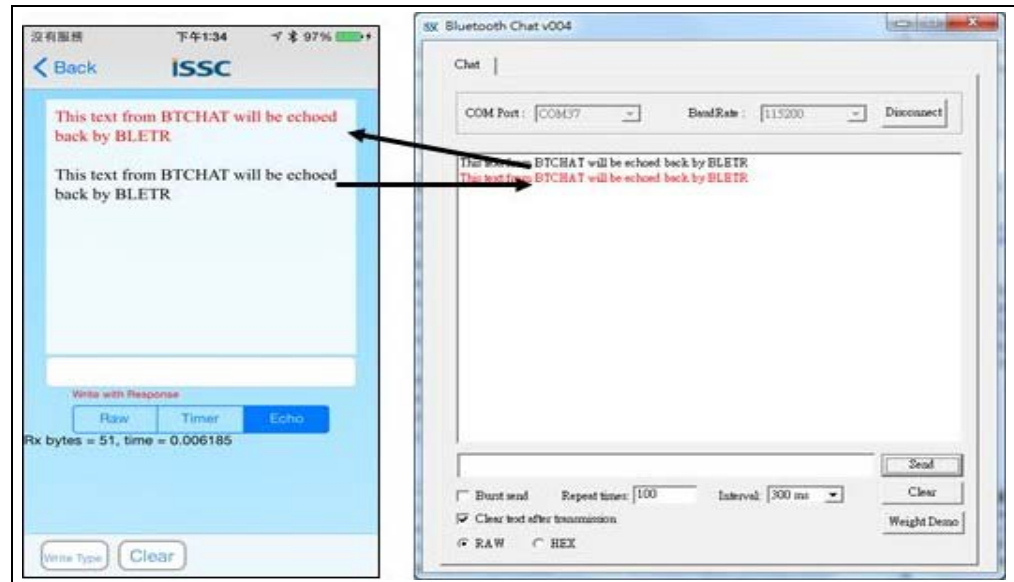 沒有服務 下午1:34 97%
Back ISSC
This text from BTCHAT will be echoed
back by BLETR
This text from BTCHAT will be echoed
back by BLETR
Write with Response
Raw Timer Echo
Rx bytes = 51, time = 0.006185
Write Type Clear
Bluetooth Chat v004
Chat
COM Port: COM37 BaudRate: 115200 Disconnect
This text from BTCHAT will be echoed back by BLETR
This text from BTCHAT will be echoed back by BLETR
Send
Burst send Repeat times: 100 Interval: 300 ms Clear
Clear text after transmission Weight Demo
RAW HEX